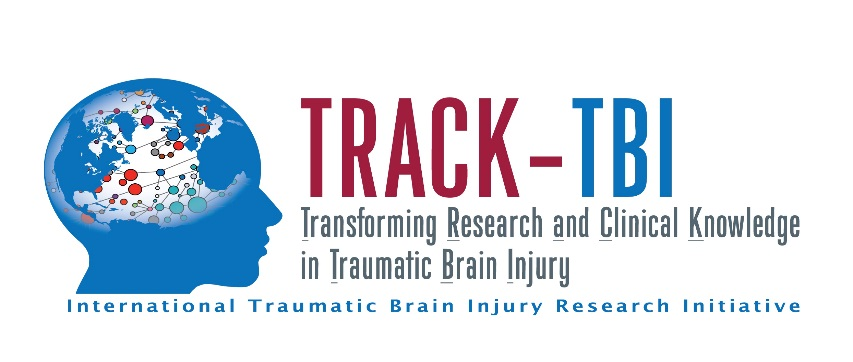 TRACK-TBI
Transforming Research and Clinical Knowledge
in Traumatic Brain Injury
International Traumatic Brain Injury Research Initiative